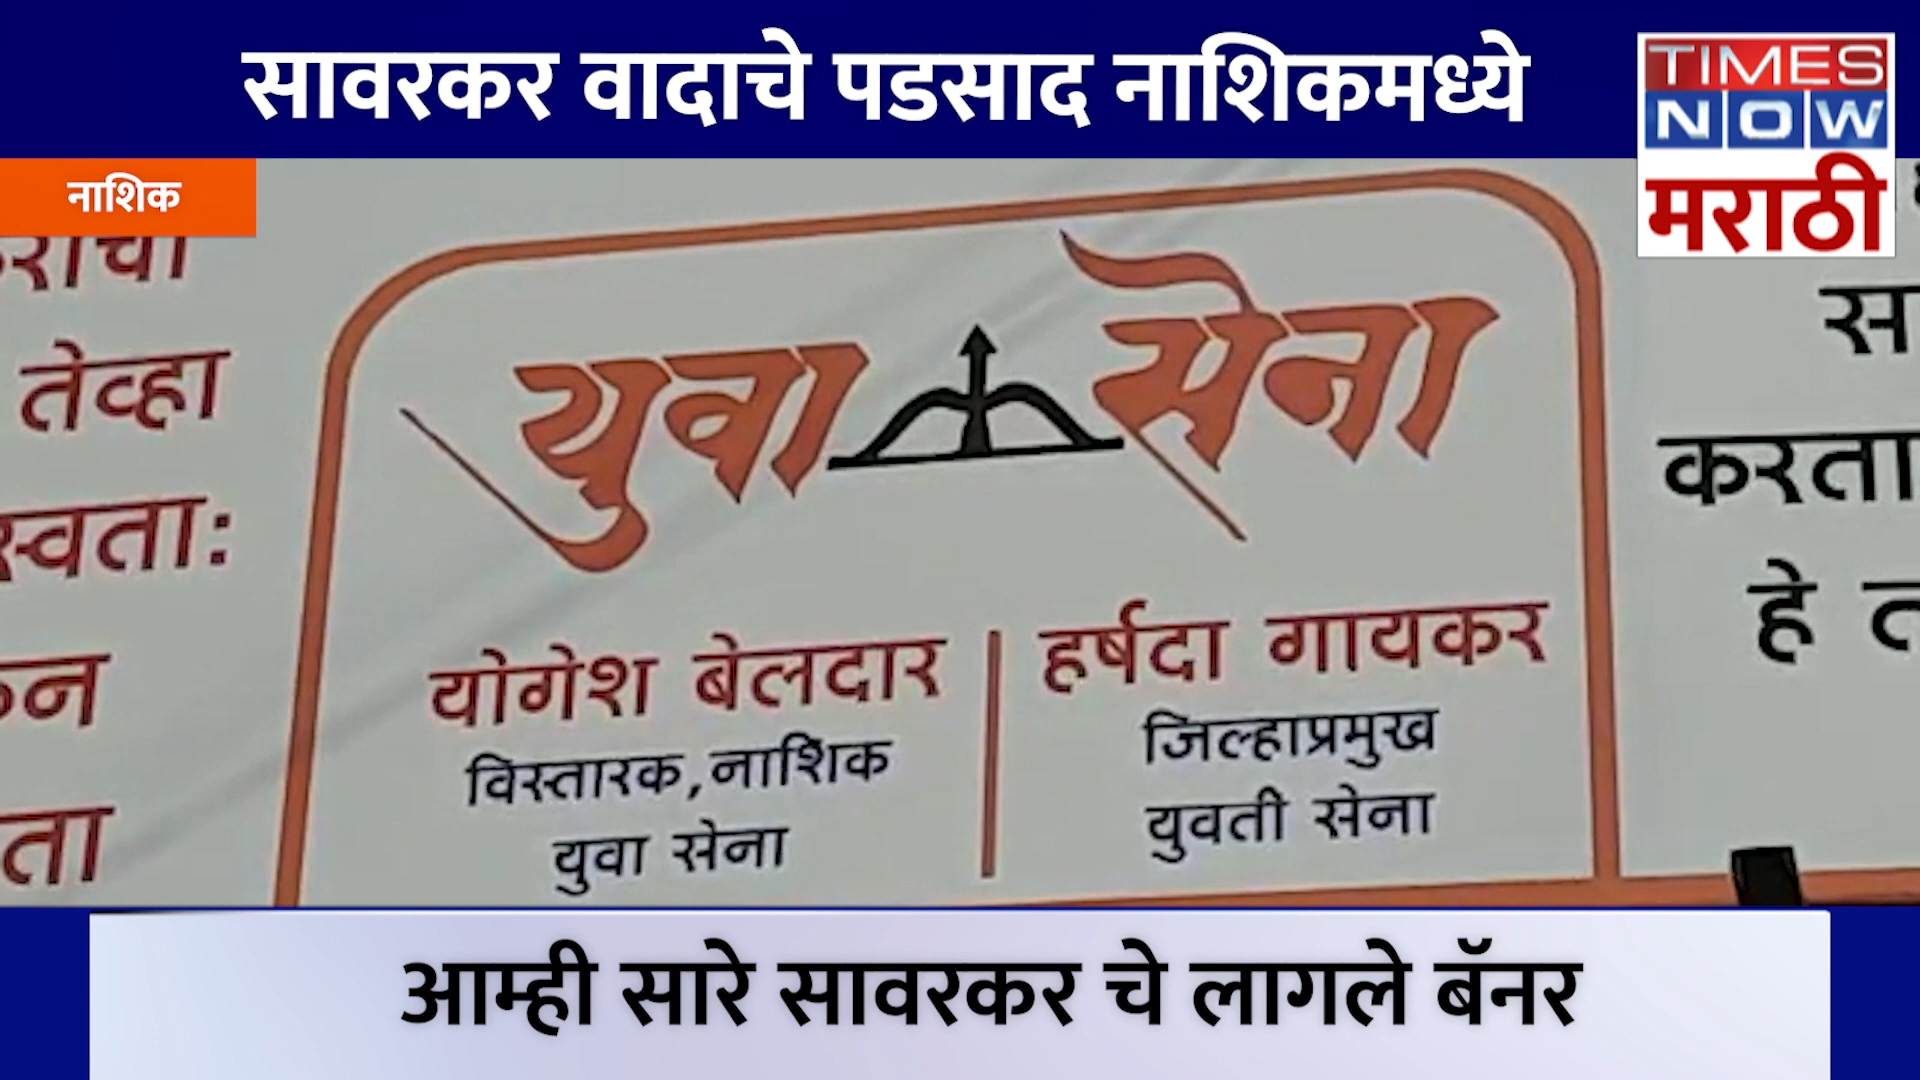 सावरकर वादाचे पडसाद नाशिकमध्ये
TIMES
NOW
मराठी
नाशिक
तेव्हा
स्वता:
युवा सेना
योगेश बेलदार
विस्तारक,नाशिक
युवा सेना
हर्षदा गायकर
जिल्हाप्रमुख
युवती सेना
करता
हे
आम्ही सारे सावरकर चे लागले बॅनर